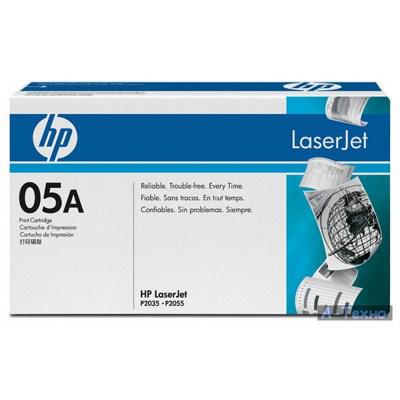 hp
LaserJet
05A
Print Cartridge
Cartouche d'Impression
Cartucho de Impresión
打印硒鼓
Reliable. Trouble-free. Every Time.
Fiable. Sans tracas. En tout temps.
Confiables. Sin problemas. Siempre.
HP LaserJet
P2035 · P2055
А-Техно